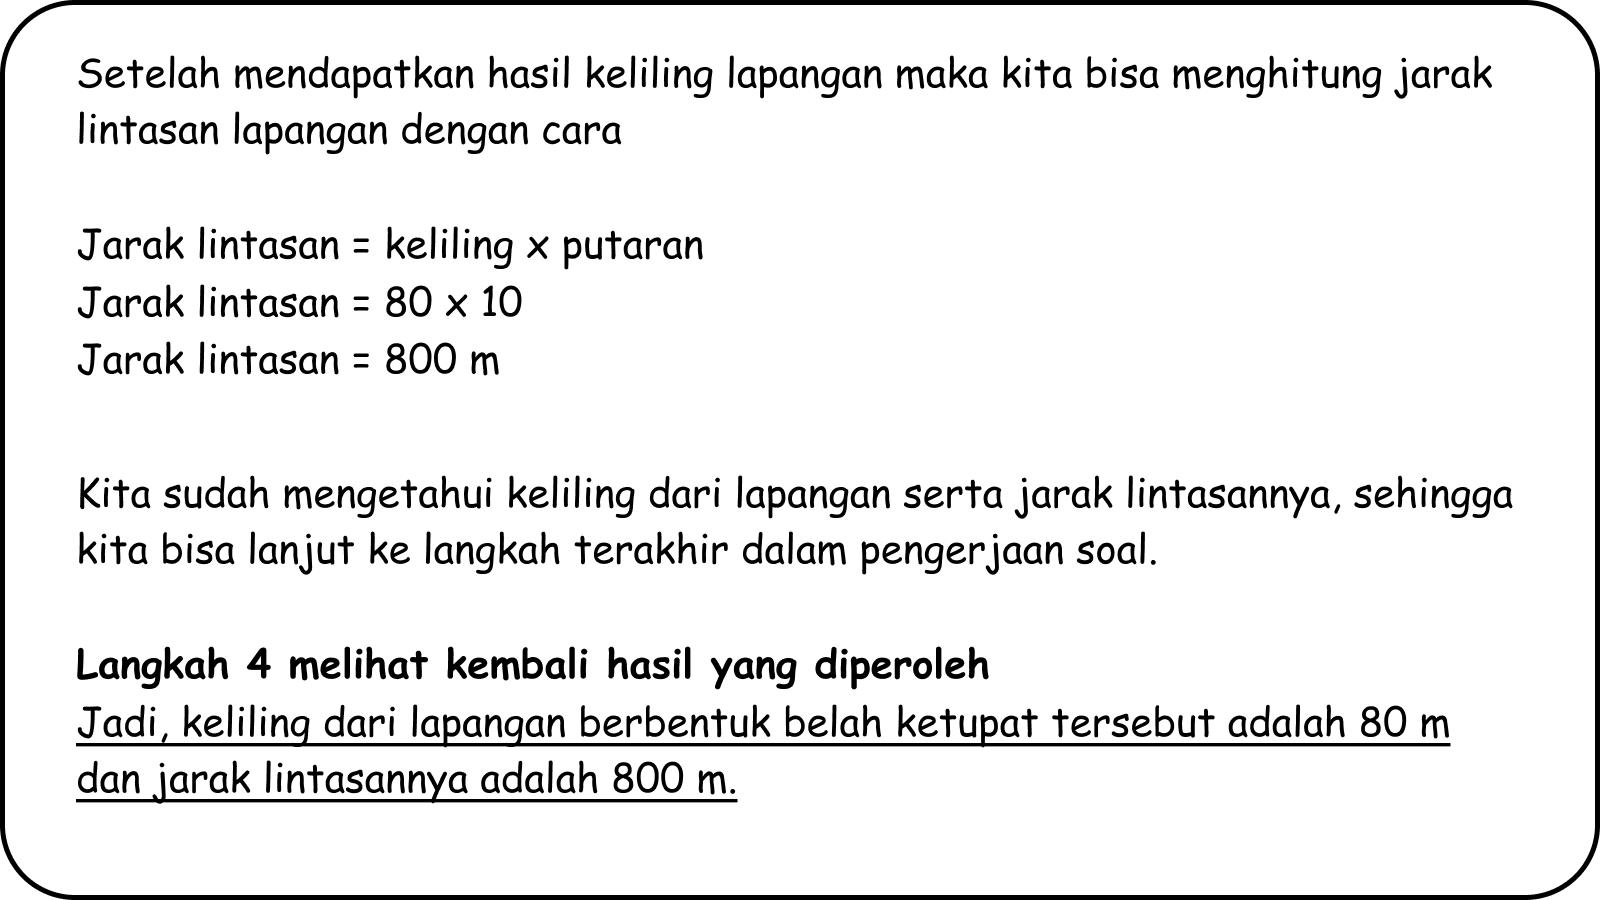 Setelah mendapatkan hasil keliling lapangan maka kita bisa menghitung jarak
lintasan lapangan dengan cara
Jarak lintasan = keliling x putaran
Jarak lintasan = 80 x 10
Jarak lintasan = 800 m
Kita sudah mengetahui keliling dari lapangan serta jarak lintasannya, sehingga
kita bisa lanjut ke langkah terakhir dalam pengerjaan soal.
Langkah 4 melihat kembali hasil yang diperoleh
Jadi, keliling dari lapangan berbentuk belah ketupat tersebut adalah 80 m
dan jarak lintasannya adalah 800 m.